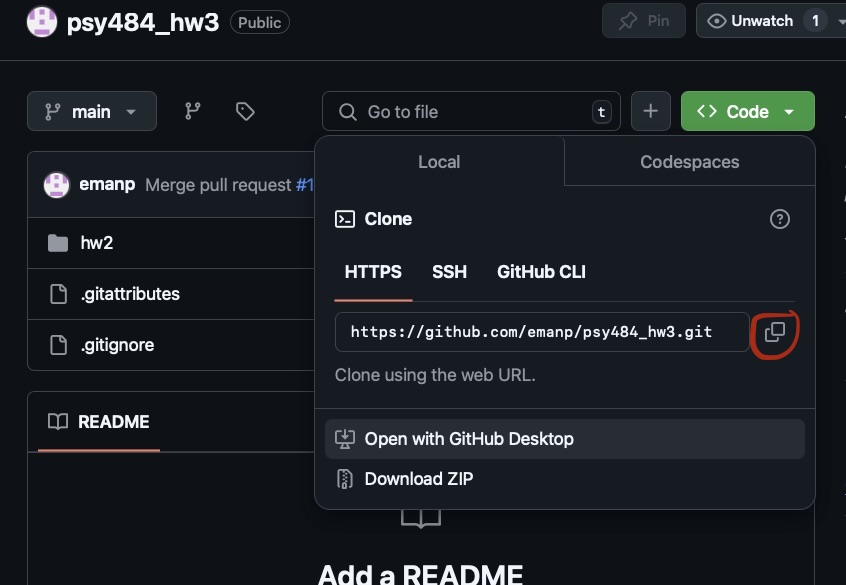 psy484_hw3 Public Pin Unwatch 1
main Go to file t Code
Local Codespaces
emanp Merge pull request #1
Clone
hw2
HTTPS SSH GitHub CLI
.gitattributes
https://github.com/emanp/psy484_hw3.git
.gitignore
Clone using the web URL.
README
Open with GitHub Desktop
Download ZIP
Add a README